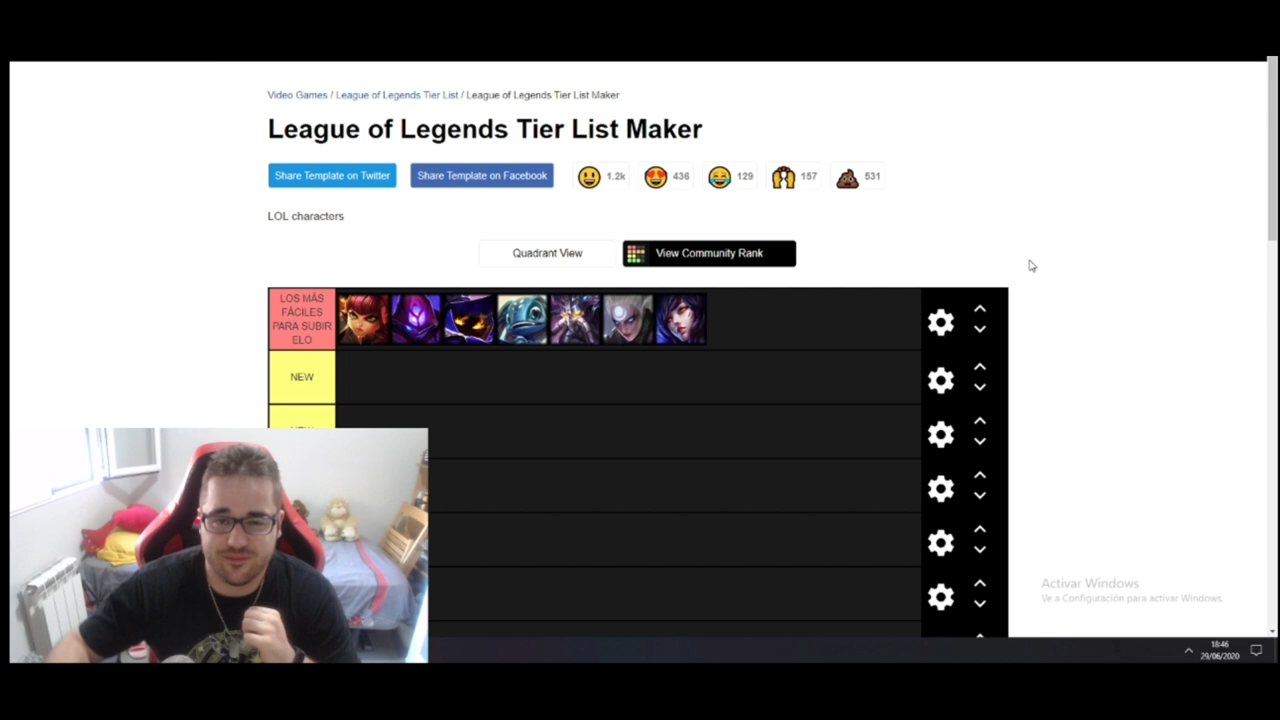 Video Games / League of Legends Tier List / League of Legends Tier List Maker
League of Legends Tier List Maker
Share Template on Twitter
Share Template on Facebook
1.2k
436
129
157
531
LOL characters
Quadrant View
View Community Rank
LOS MÁS
FÁCILES
PARA SUBIR
ELO
NEW
Activar Windows
Ve a Configuración para activar Windows.
18:46
29/06/2020